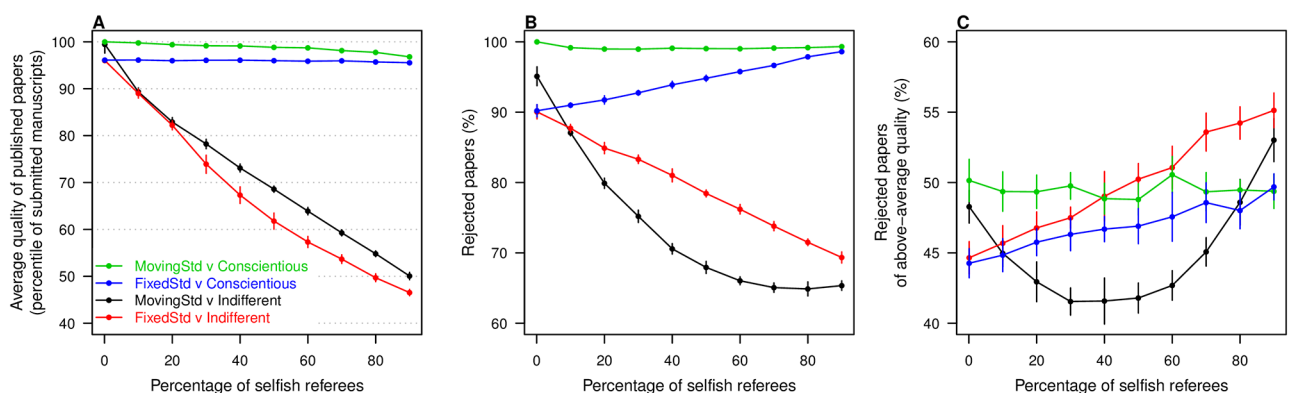 A
Average quality of published papers
(percentile of submitted manuscripts)
100
90
80
70
60
50
40
MovingStd v Conscientious
FixedStd v Conscientious
MovingStd v Indifferent
FixedStd v Indifferent
0 20 40 60 80
Percentage of selfish referees
B
Rejected papers (%)
100
90
80
70
60
0 20 40 60 80
Percentage of selfish referees
C
Rejected papers
of above−average quality (%)
60
55
50
45
40
0 20 40 60 80
Percentage of selfish referees